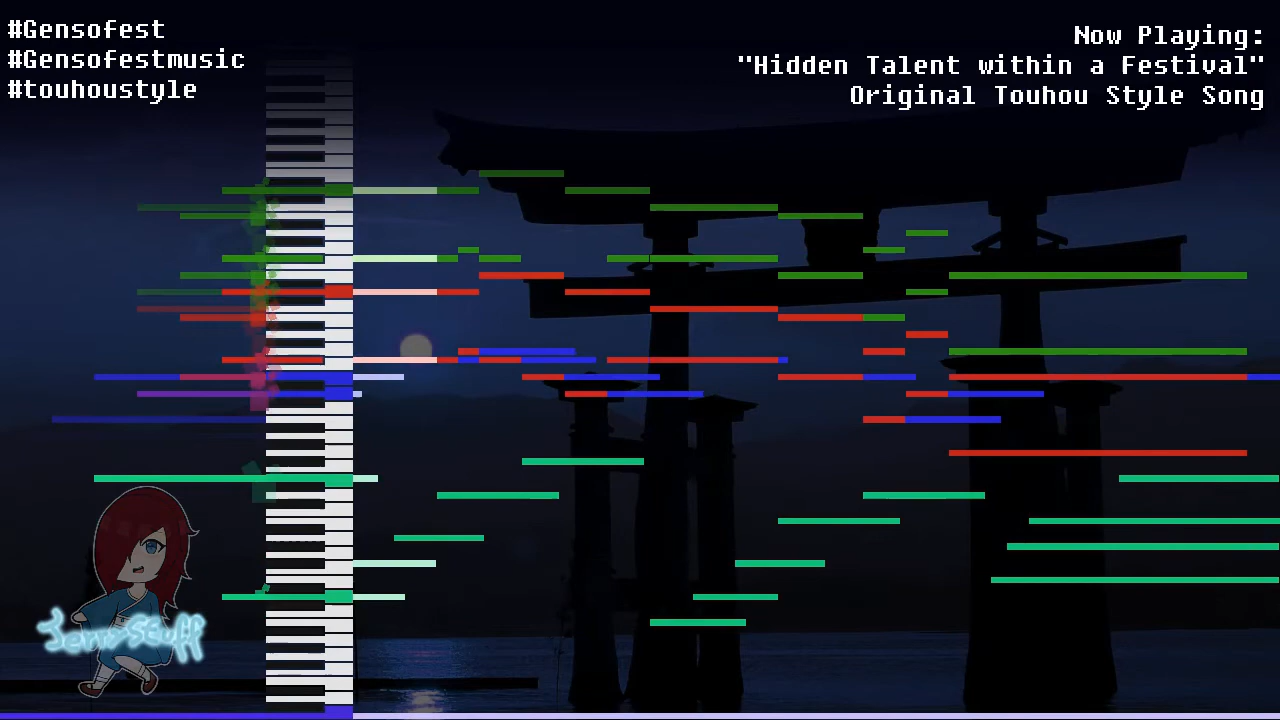 #Gensofest
#Gensofestmusic
#touhoustyle
Now Playing:
"Hidden Talent within a Festival"
Original Touhou Style Song